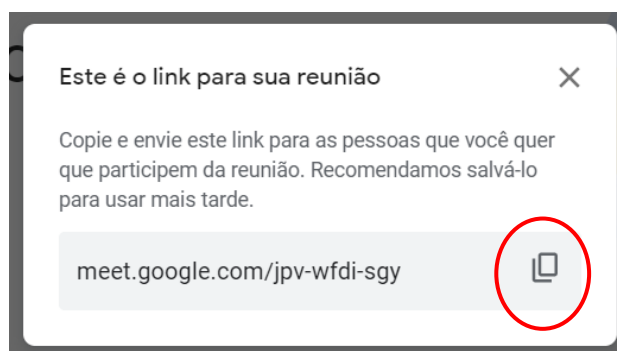 Este é o link para sua reunião
Copie e envie este link para as pessoas que você quer
que participem da reunião. Recomendamos salvá-lo
para usar mais tarde.
meet.google.com/jpv-wfdi-sgy